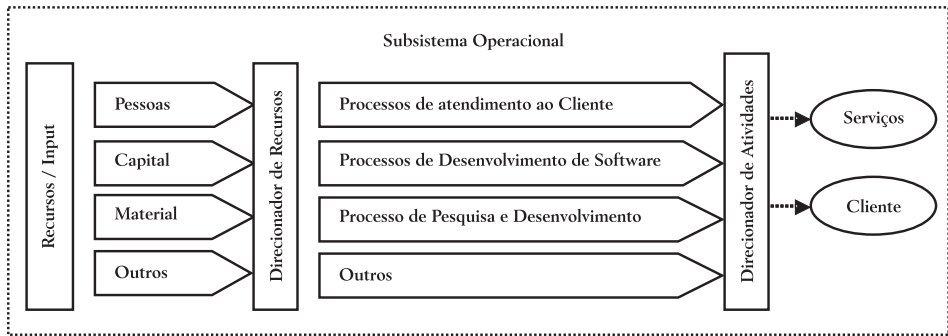 Subsistema Operacional
Recursos / Input
Pessoas
Capital
Material
Outros
Direcionador de Recursos
Processos de atendimento ao Cliente
Processos de Desenvolvimento de Software
Processo de Pesquisa e Desenvolvimento
Outros
Direcionador de Atividades
Serviços
Cliente